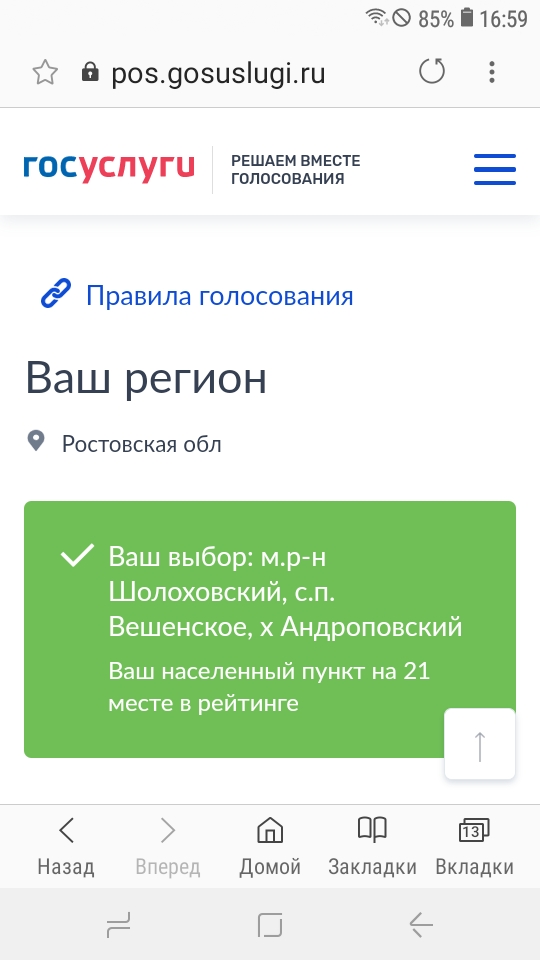 85% 16:59
pos.gosuslugi.ru
госуслуги
РЕШАЕМ ВМЕСТЕ
ГОЛОСОВАНИЯ
Правила голосования
Ваш регион
Ростовская обл
Ваш выбор: м.р-н
Шолоховский, с.п.
Вешенское, х Андроповский
Ваш населенный пункт на 21
месте в рейтинге
13
Назад Вперед Домой Закладки Вкладки